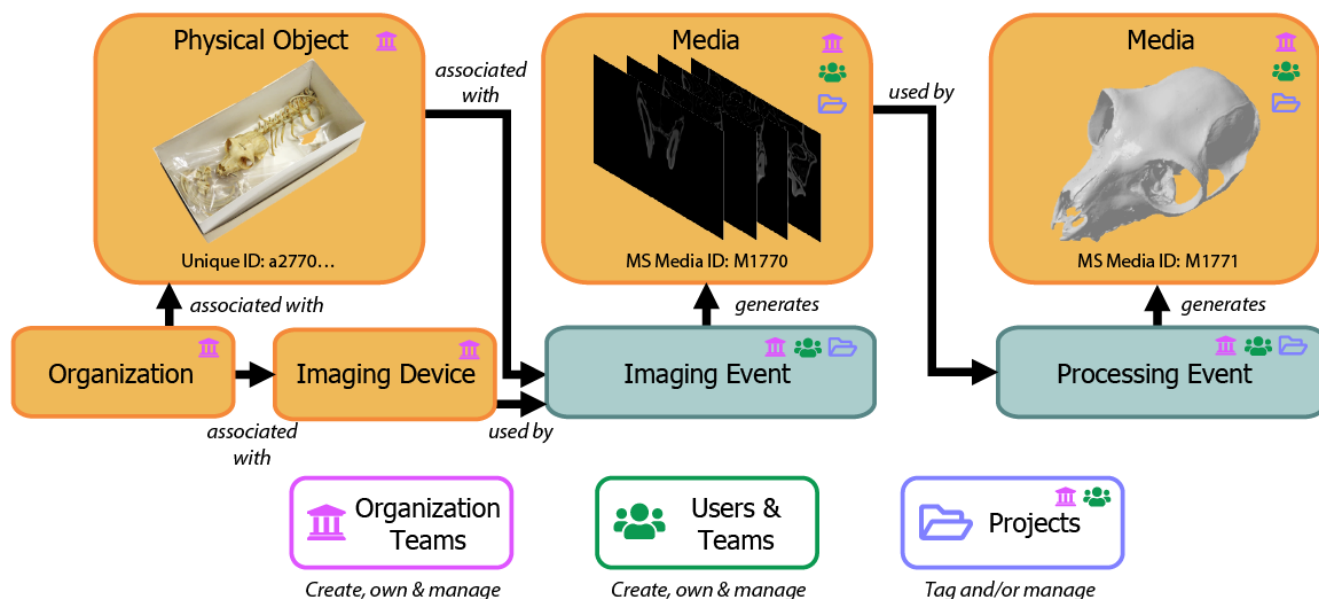 Physical Object
Unique ID: a2770...
associated
with
Media
MS Media ID: M1770
used by
Media
MS Media ID: M1771
associated with
generates
generates
Organization
Imaging Device
Imaging Event
Processing Event
associated
with
used by
Organization
Teams
Create, own & manage
Users &
Teams
Create, own & manage
Projects
Tag and/or manage